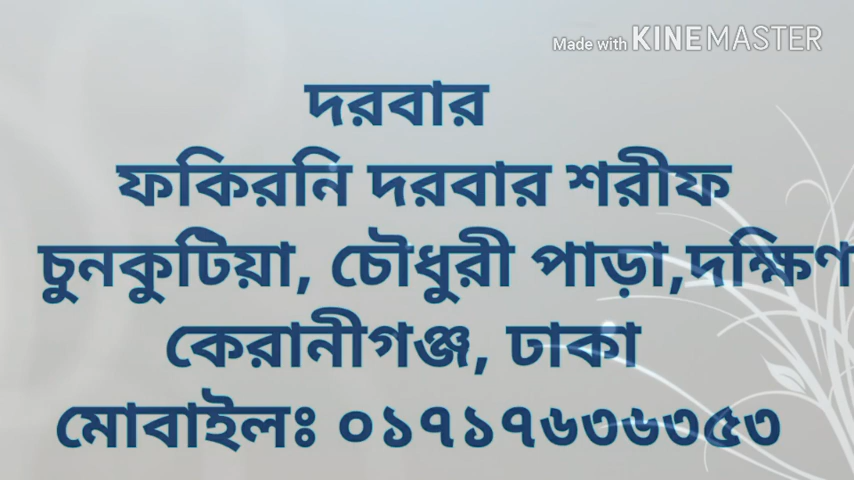 Made with KINEMASTER
দরবার
ফকিরনি দরবার শরীফ
চুনকুটিয়া, চৌধুরী পাড়া,দক্ষিণ
কেরানীগঞ্জ, ঢাকা
মোবাইলঃ ০১৭১৭৬৩৬৩৫৩